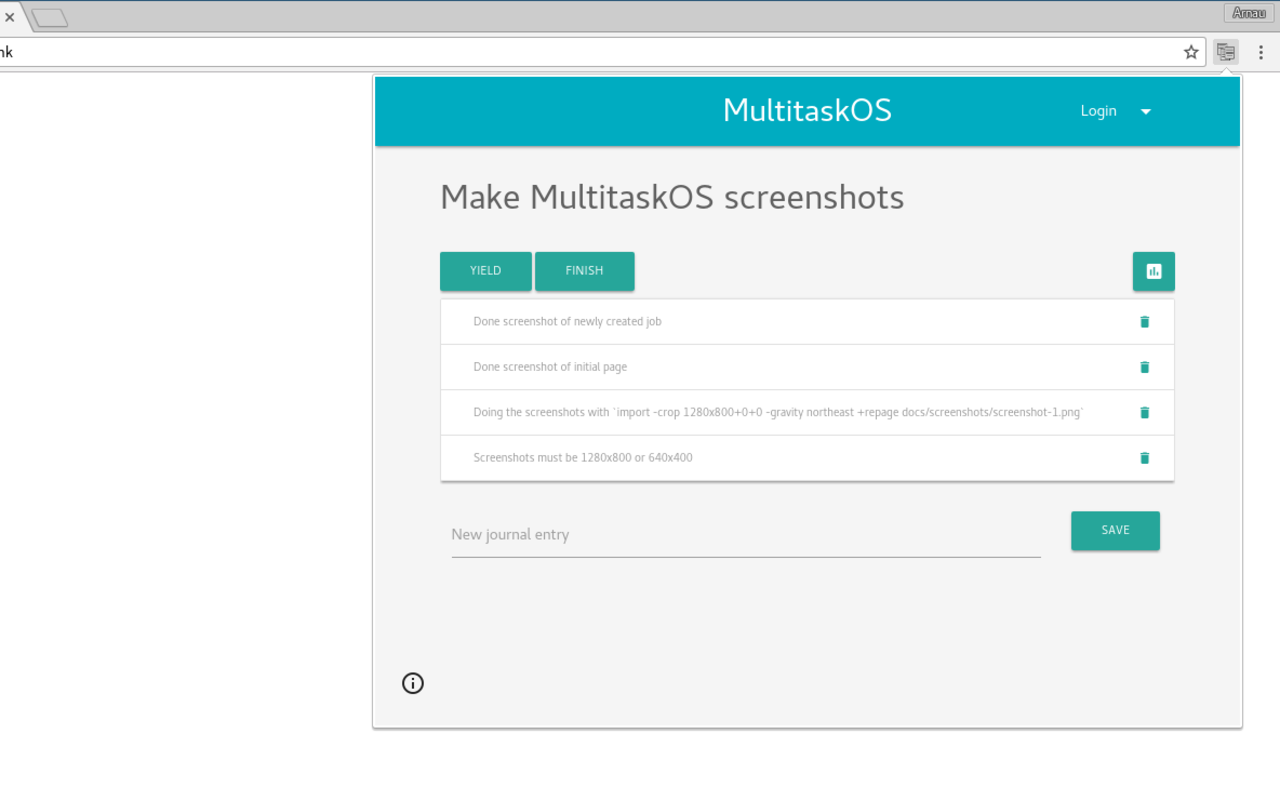 Arnau
nk
MultitaskOS
Login
Make MultitaskOS screenshots
YIELD
FINISH
Done screenshot of newly created job
Done screenshot of initial page
Doing the screenshots with `import -crop 1280x800+0+0 -gravity northeast +repage docs/screenshots/screenshot-1.png`
Screenshots must be 1280x800 or 640x400
New journal entry
SAVE